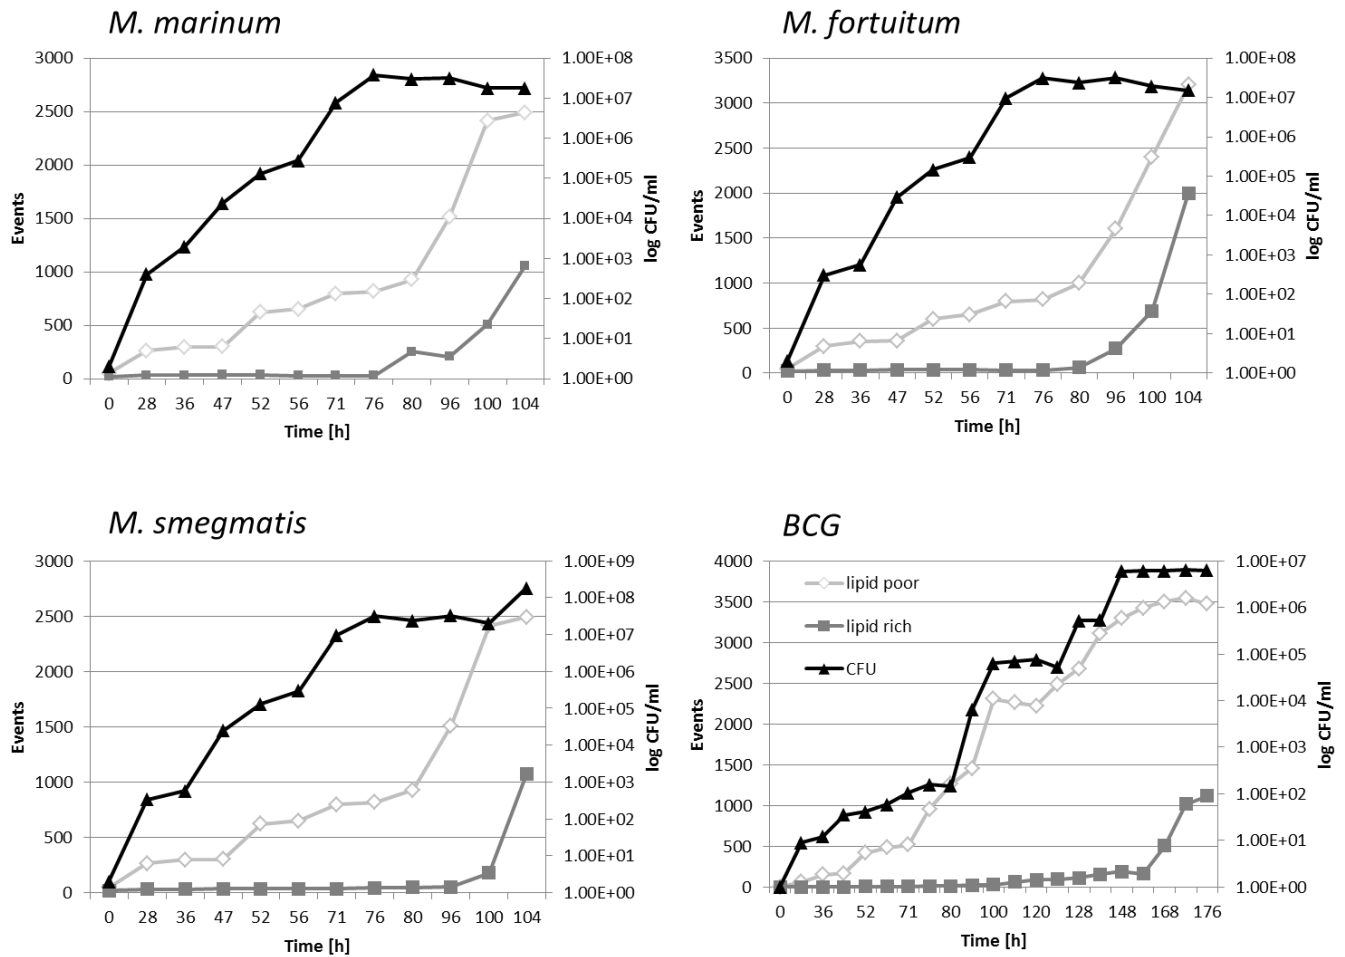 M. marinum
3000
2500
2000
1500
1000
500
0
Events
1.00E+08
1.00E+07
1.00E+06
1.00E+05
1.00E+04
1.00E+03
1.00E+02
1.00E+01
1.00E+00
log CFU/ml
0 28 36 47 52 56 71 76 80 96 100 104
Time [h]
M. fortuitum
3500
3000
2500
2000
1500
1000
500
0
Events
1.00E+08
1.00E+07
1.00E+06
1.00E+05
1.00E+04
1.00E+03
1.00E+02
1.00E+01
1.00E+00
log CFU/ml
0 28 36 47 52 56 71 76 80 96 100 104
Time [h]
M. smegmatis
3000
2500
2000
1500
1000
500
0
Events
1.00E+09
1.00E+08
1.00E+07
1.00E+06
1.00E+05
1.00E+04
1.00E+03
1.00E+02
1.00E+01
1.00E+00
log CFU/ml
0 28 36 47 52 56 71 76 80 96 100 104
Time [h]
BCG
4000
3500
3000
2500
2000
1500
1000
500
0
Events
lipid poor
lipid rich
CFU
1.00E+07
1.00E+06
1.00E+05
1.00E+04
1.00E+03
1.00E+02
1.00E+01
1.00E+00
log CFU/ml
0 36 52 71 80 100 120 128 148 168 176
Time [h]